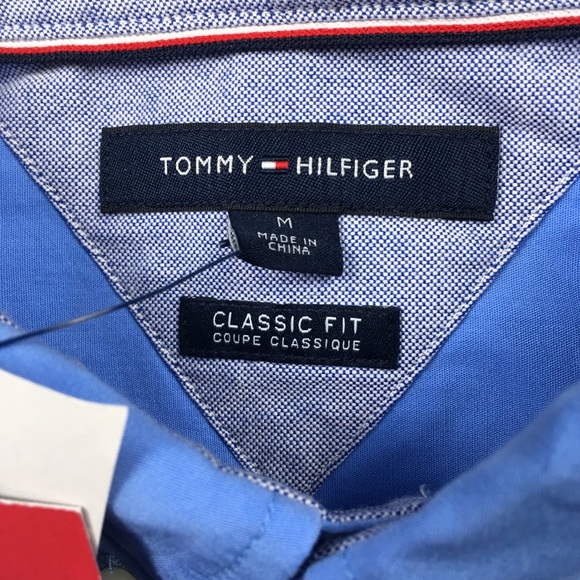 TOMMY HILFIGER
M
MADE IN
CHINA
CLASSIC FIT
COUPE CLASSIQUE